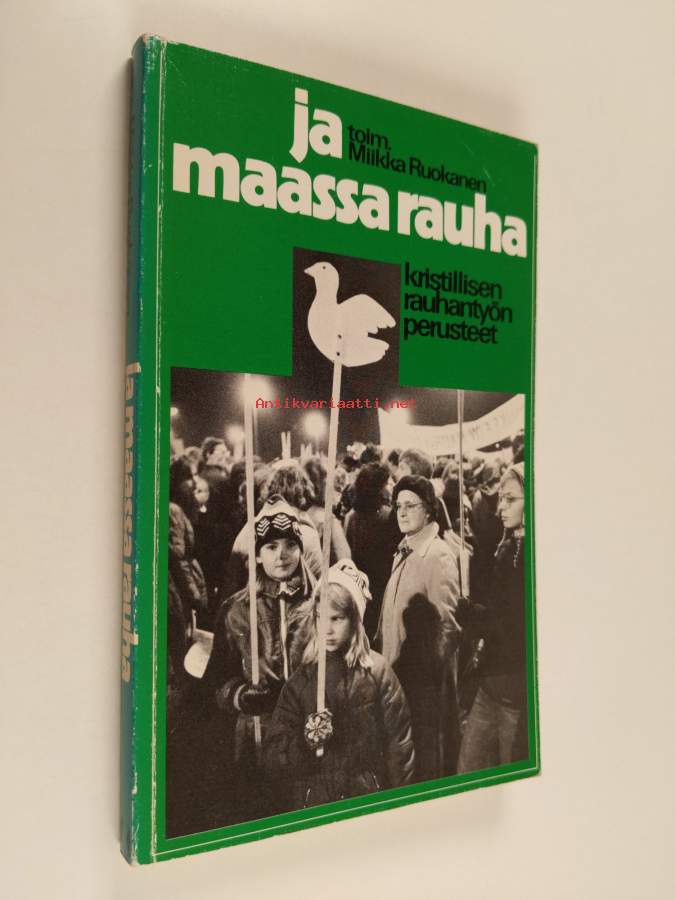 ja
toim.
Miikka Ruokanen
maassa rauha
kristillisen
rauhantyön
perusteet
Antikvariaatti.net
Ja maassa rauha